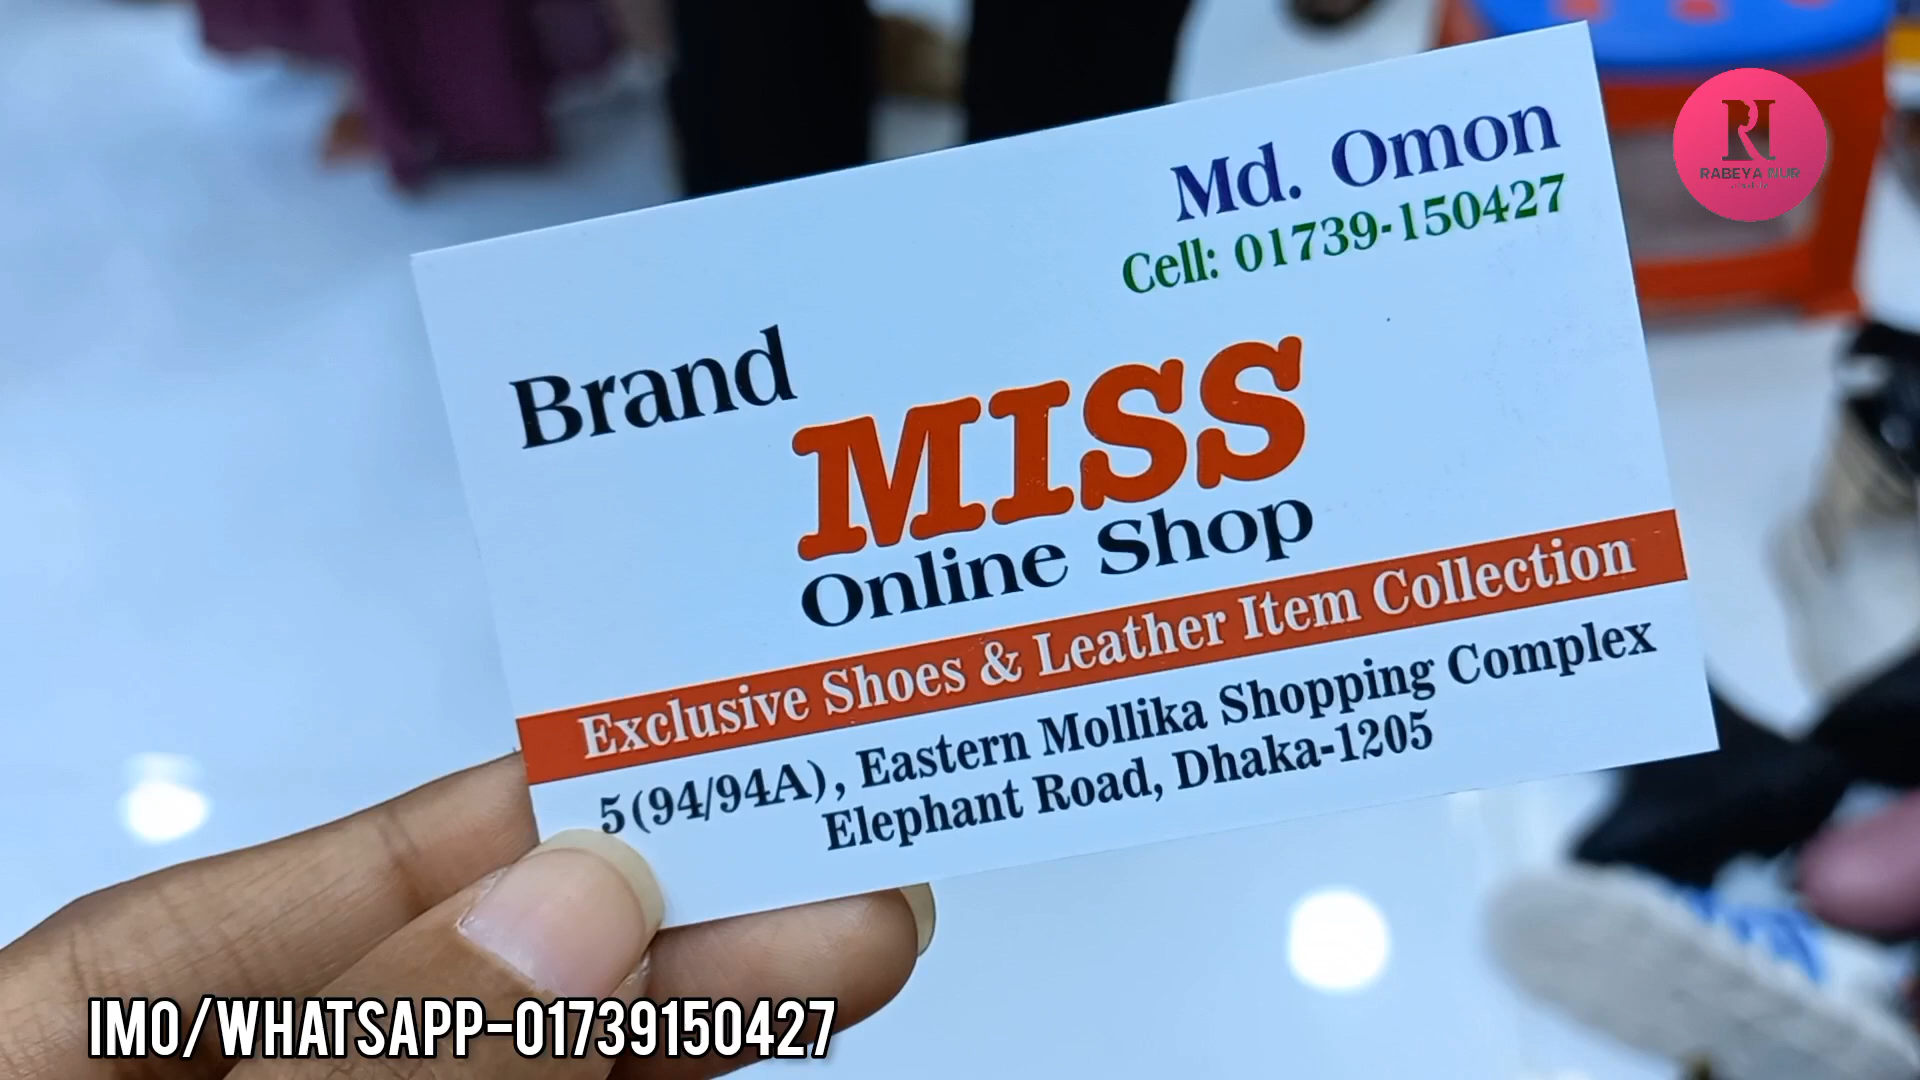 Md. Omon
Cell: 01739-150427
Brand
MISS
Online Shop
Exclusive Shoes & Leather Item Collection
5(94/94A), Eastern Mollika Shopping Complex
Elephant Road, Dhaka-1205
RABEYA NUR
IMO/WHATSAPP-01739150427